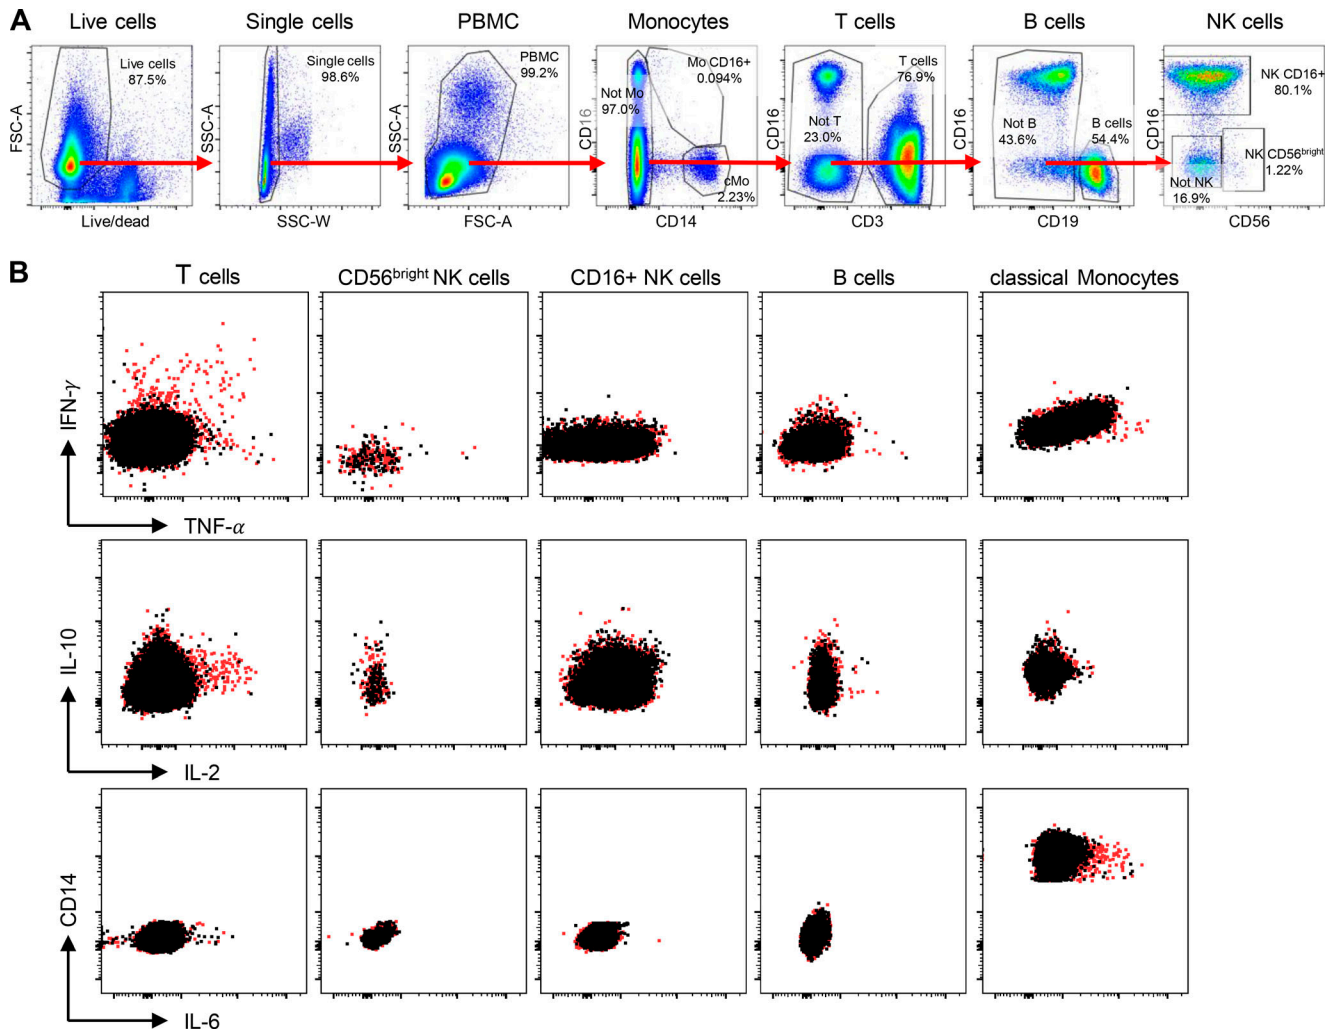 A
Live cells
Single cells
PBMC
Monocytes
T cells
B cells
NK cells
FSC-A
Live cells
87.5%
Live/dead
SSC-A
Single cells
98.6%
SSC-W
SSC-A
PBMC
99.2%
FSC-A
CD16
Mo CD16+
0.094%
Not Mo
97.0%
cMo
2.23%
CD14
CD16
T cells
76.9%
Not T
23.0%
CD3
CD16
Not B
43.6%
B cells
54.4%
CD19
CD16
NK CD16+
80.1%
NK CD56bright
1.22%
Not NK
16.9%
CD56
B
T cells
CD56bright NK cells
CD16+ NK cells
B cells
classical Monocytes
IFN-γ
TNF-α
IL-10
IL-2
CD14
IL-6